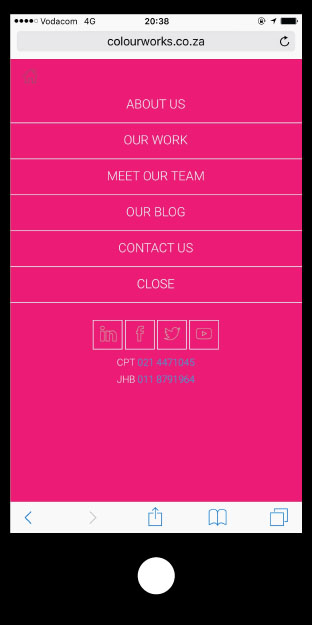 Vodacom 4G 20:38
colourworks.co.za
ABOUT US
OUR WORK
MEET OUR TEAM
OUR BLOG
CONTACT US
CLOSE
in f
CPT 021 4471045
JHB 011 8791964